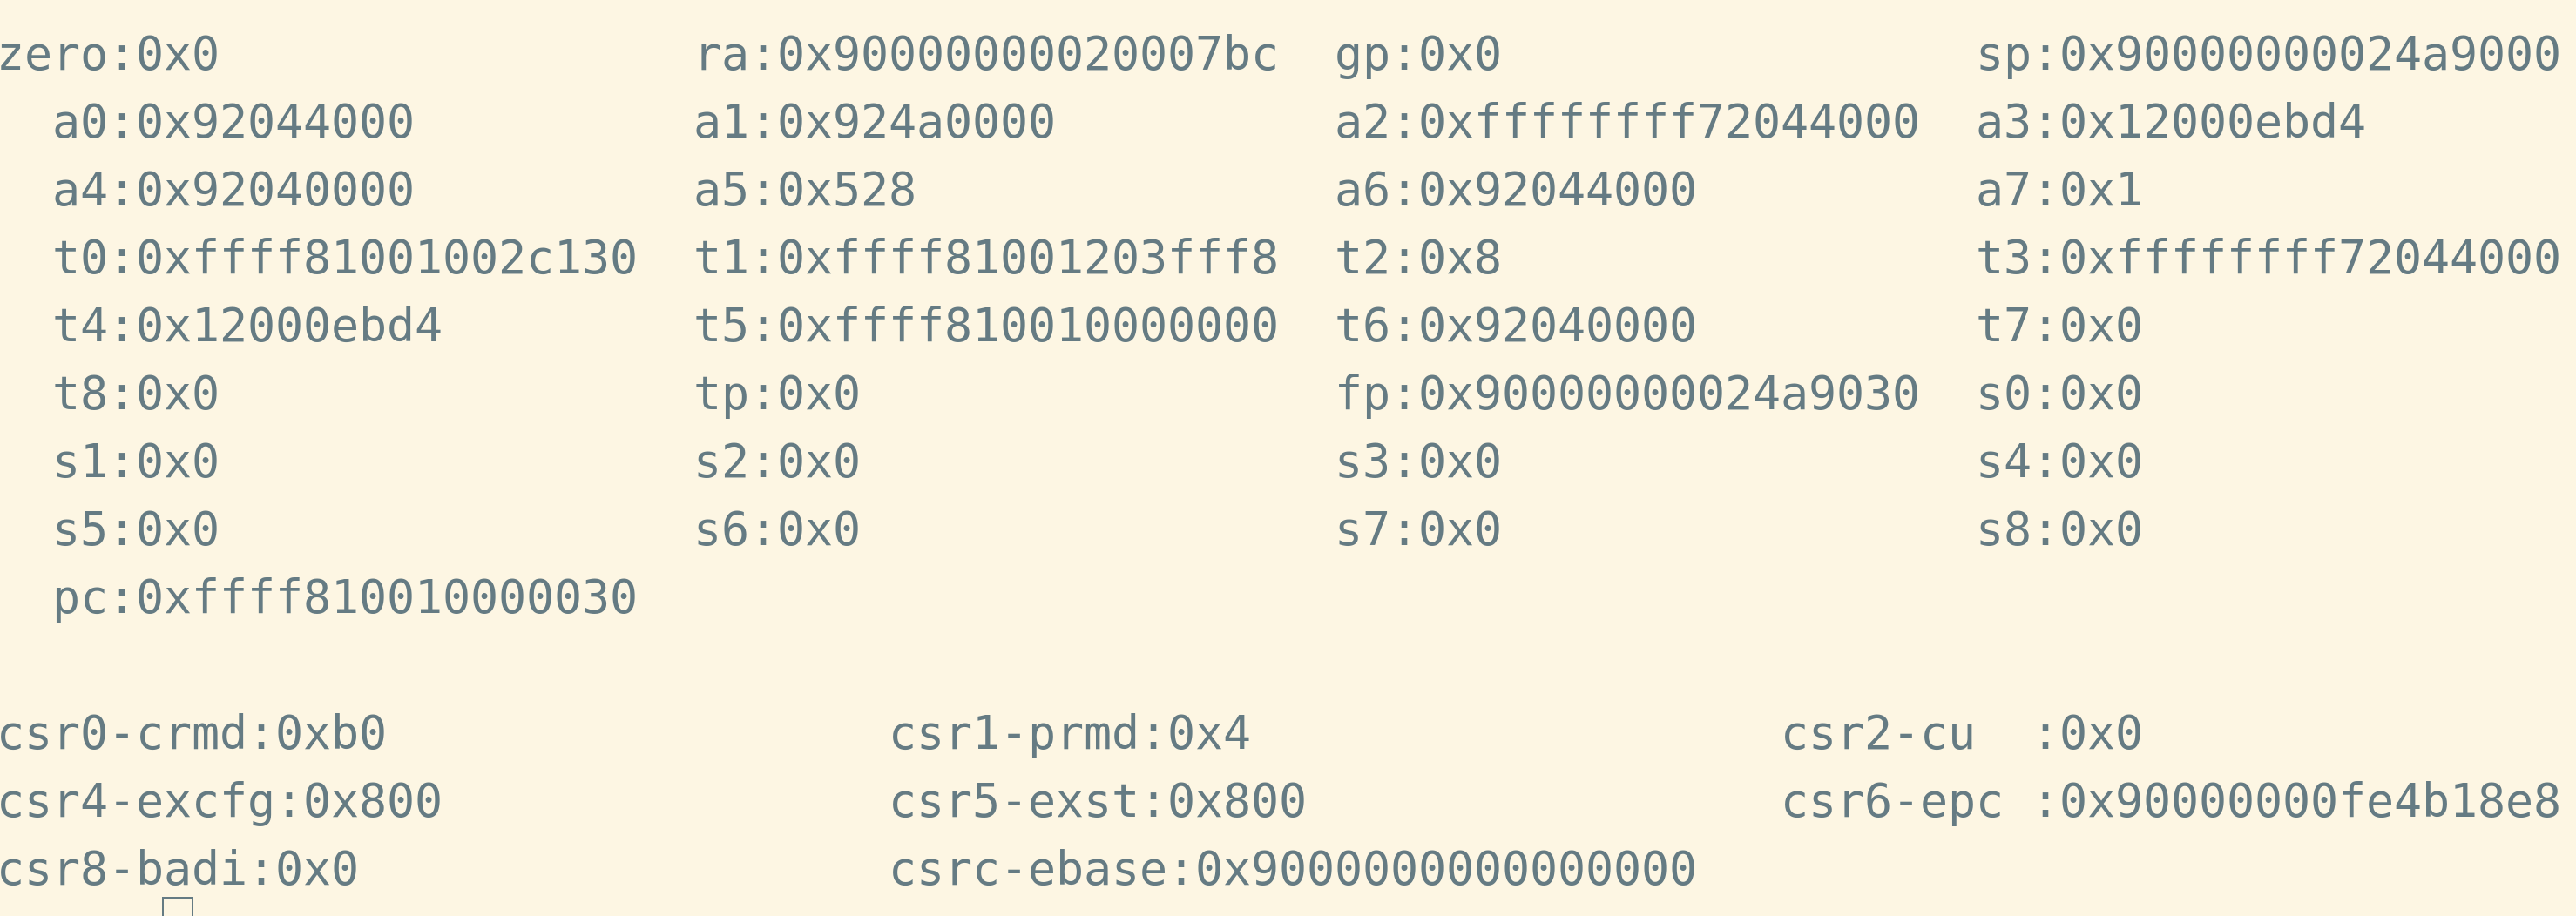 zero:0x0 ra:0x90000000020007bc gp:0x0 sp:0x90000000024a9000
a0:0x92044000 a1:0x924a0000 a2:0xffffffff72044000 a3:0x12000ebd4
a4:0x92040000 a5:0x528 a6:0x92044000 a7:0x1
t0:0xffff81001002c130 t1:0xffff81001203fff8 t2:0x8 t3:0xffffffff72044000
t4:0x12000ebd4 t5:0xffff810010000000 t6:0x92040000 t7:0x0
t8:0x0 tp:0x0 fp:0x90000000024a9030 s0:0x0
s1:0x0 s2:0x0 s3:0x0 s4:0x0
s5:0x0 s6:0x0 s7:0x0 s8:0x0
pc:0xffff810010000030
csr0-crmd:0xb0 csr1-prmd:0x4 csr2-cu :0x0
csr4-excfg:0x800 csr5-exst:0x800 csr6-epc :0x90000000fe4b18e8
csr8-badi:0x0 csrc-ebase:0x9000000000000000